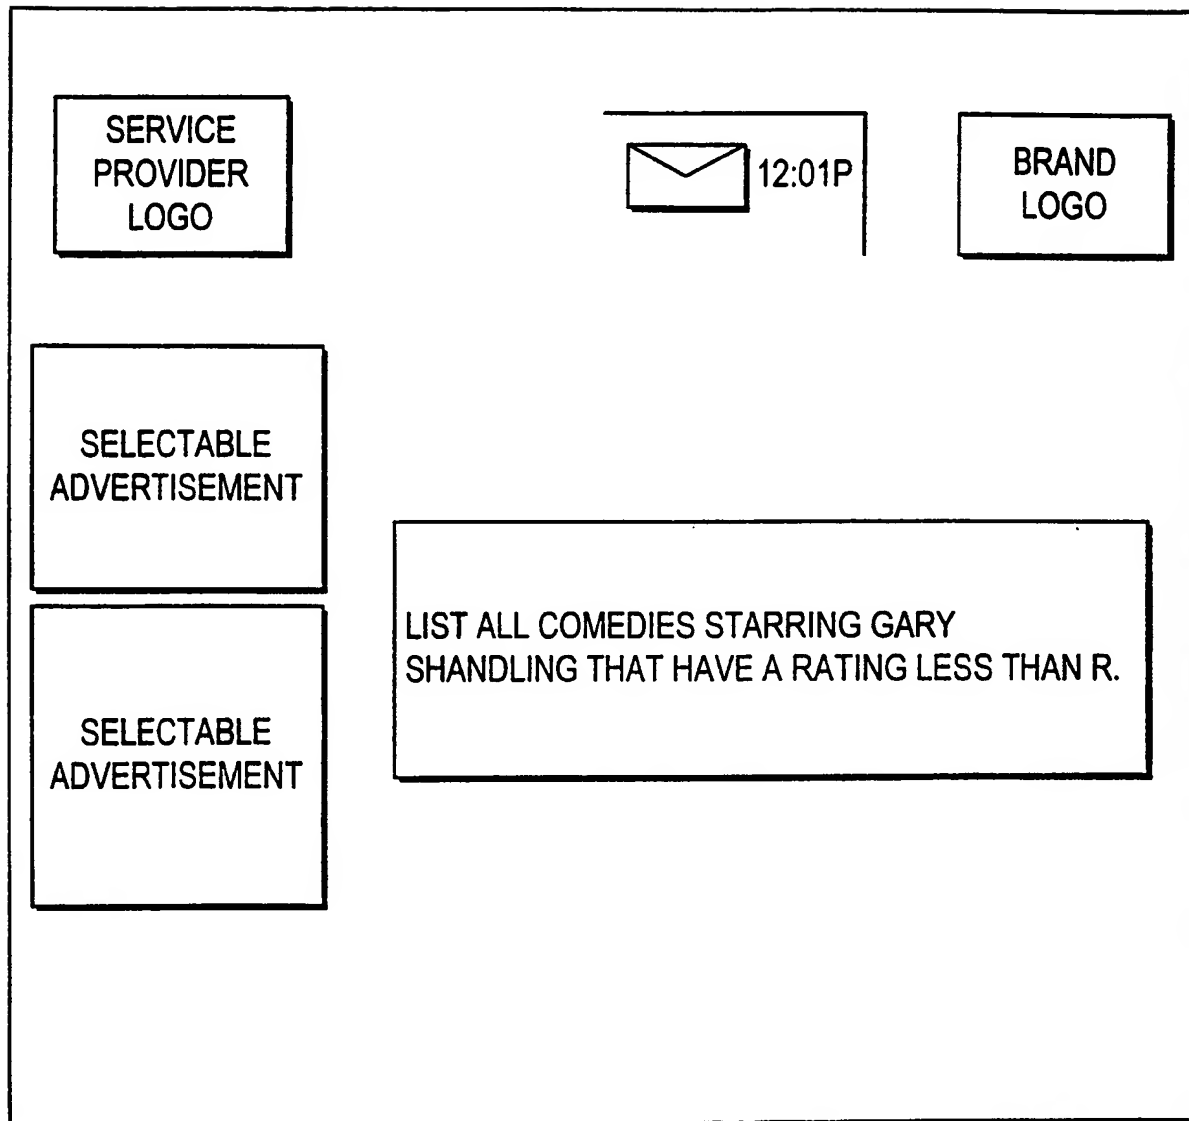 SERVICE
PROVIDER
LOGO
12:01P
BRAND
LOGO
SELECTABLE
ADVERTISEMENT
SELECTABLE
ADVERTISEMENT
LIST ALL COMEDIES STARRING GARY
SHANDLING THAT HAVE A RATING LESS THAN R.